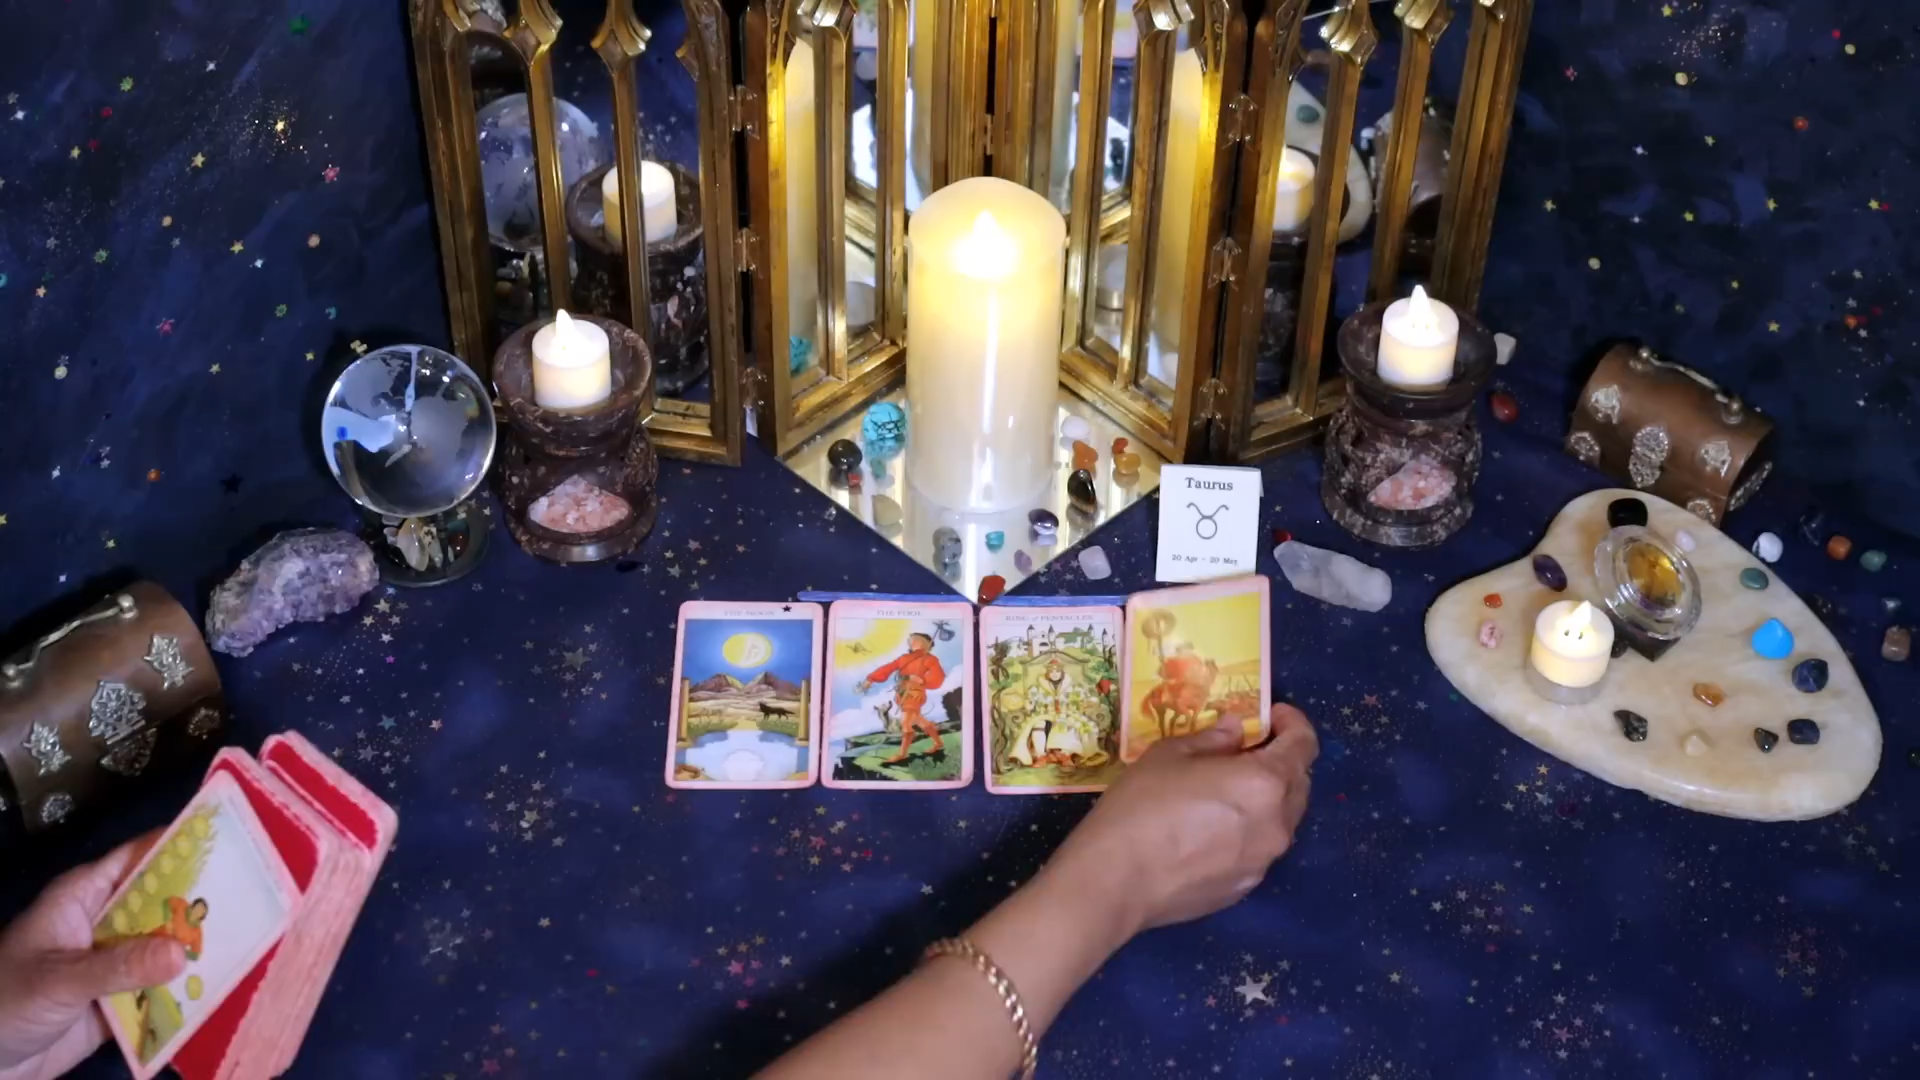 Taurus
20 Apr - 20 May
THE MOON
THE FOOL
KING of PENTACLES